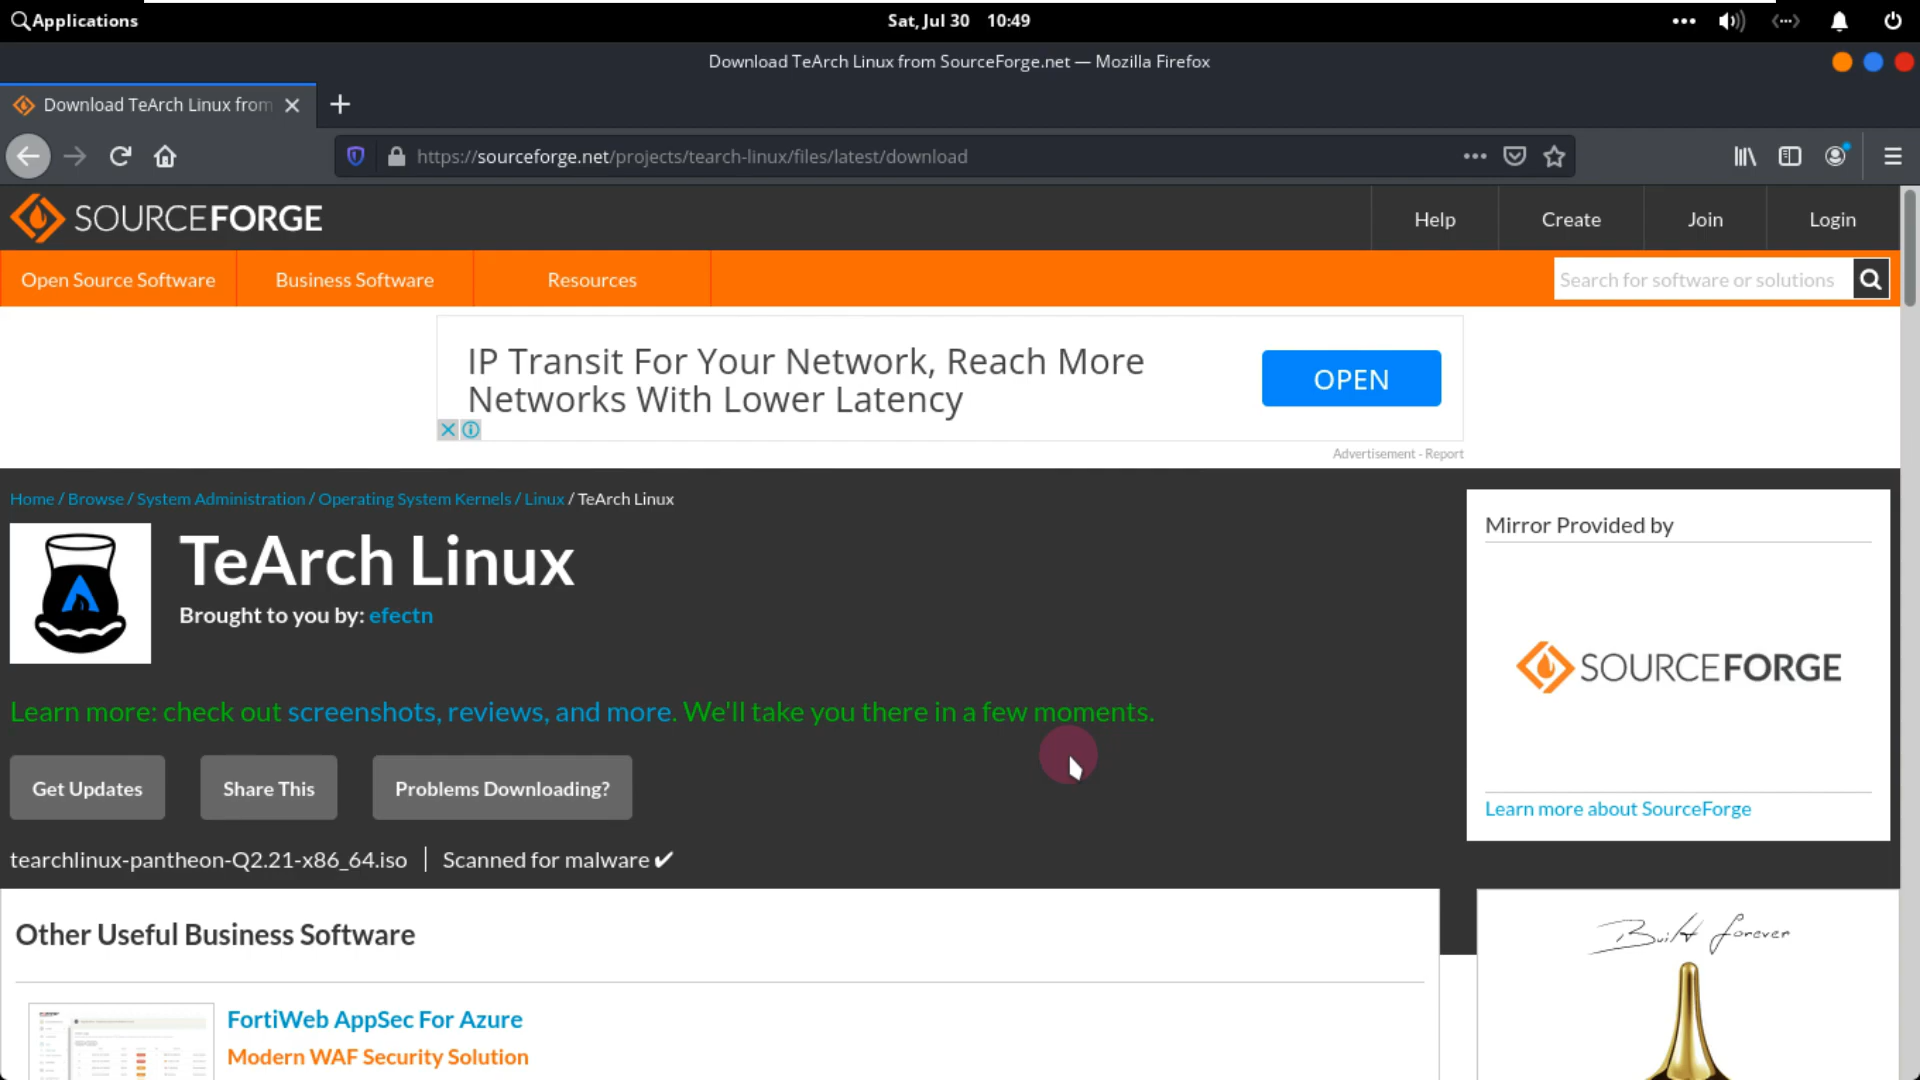 Applications
Sat, Jul 30 10:49
Download TeArch Linux from SourceForge.net — Mozilla Firefox
Download TeArch Linux from
https://sourceforge.net/projects/tearch-linux/files/latest/download
SOURCEFORGE
Help
Create
Join
Login
Open Source Software
Business Software
Resources
Search for software or solutions
IP Transit For Your Network, Reach More
Networks With Lower Latency
OPEN
Advertisement - Report
Home / Browse / System Administration / Operating System Kernels / Linux / TeArch Linux
TeArch Linux
Brought to you by: efectn
Mirror Provided by
SOURCEFORGE
Learn more about SourceForge
Learn more: check out screenshots, reviews, and more. We'll take you there in a few moments.
Get Updates
Share This
Problems Downloading?
tearchlinux-pantheon-Q2.21-x86_64.iso | Scanned for malware ✔
Other Useful Business Software
Built forever
FortiWeb AppSec For Azure
Modern WAF Security Solution